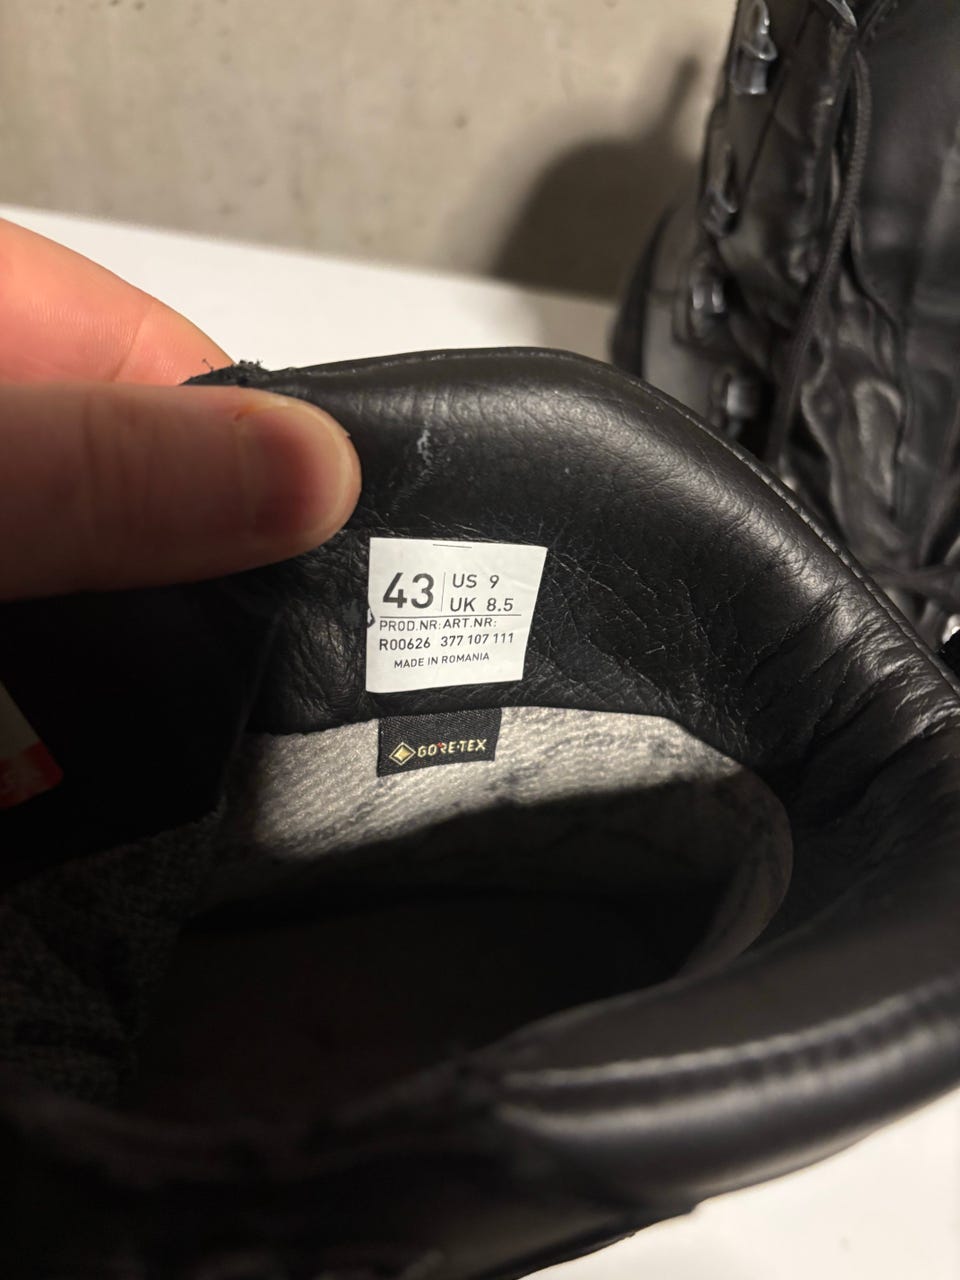 43 US 9
UK 8.5
PROD.NR: ART.NR:
R00626 377 107 111
MADE IN ROMANIA
GORE-TEX